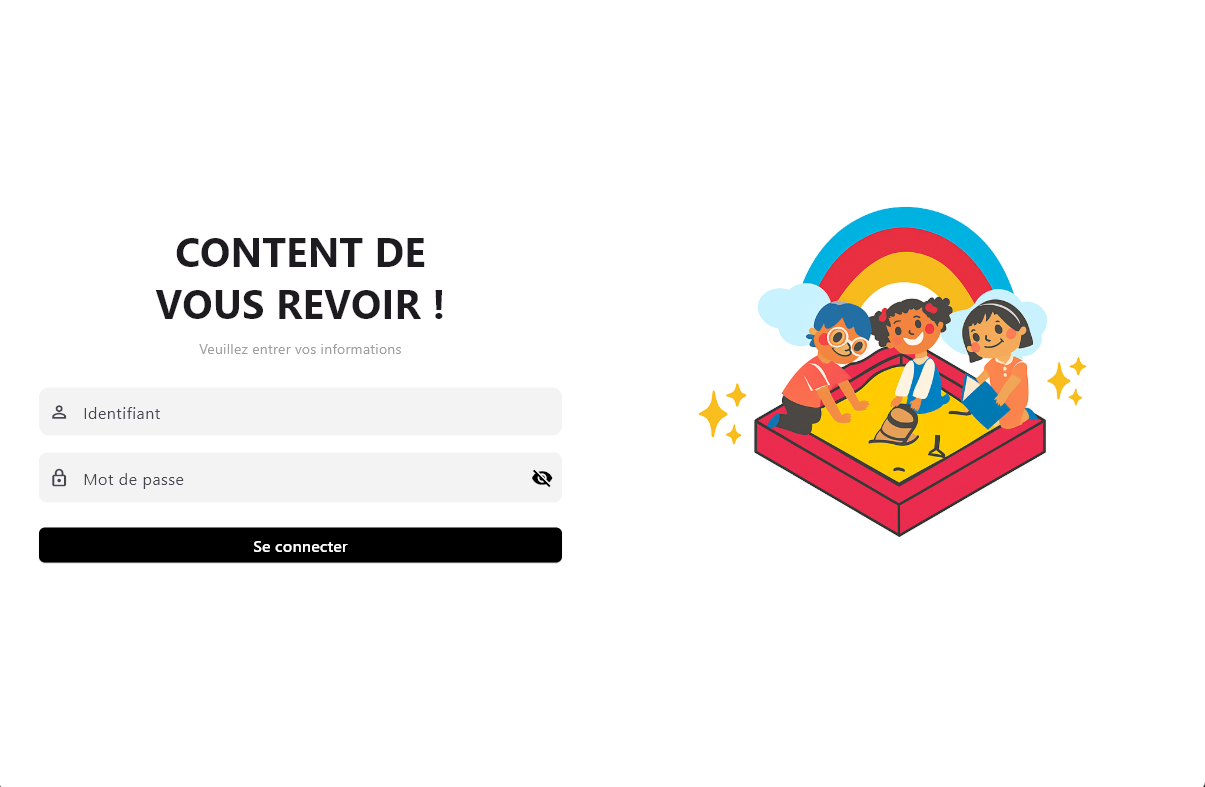 CONTENT DE
VOUS REVOIR !
Veuillez entrer vos informations
Identifiant
Mot de passe
Se connecter